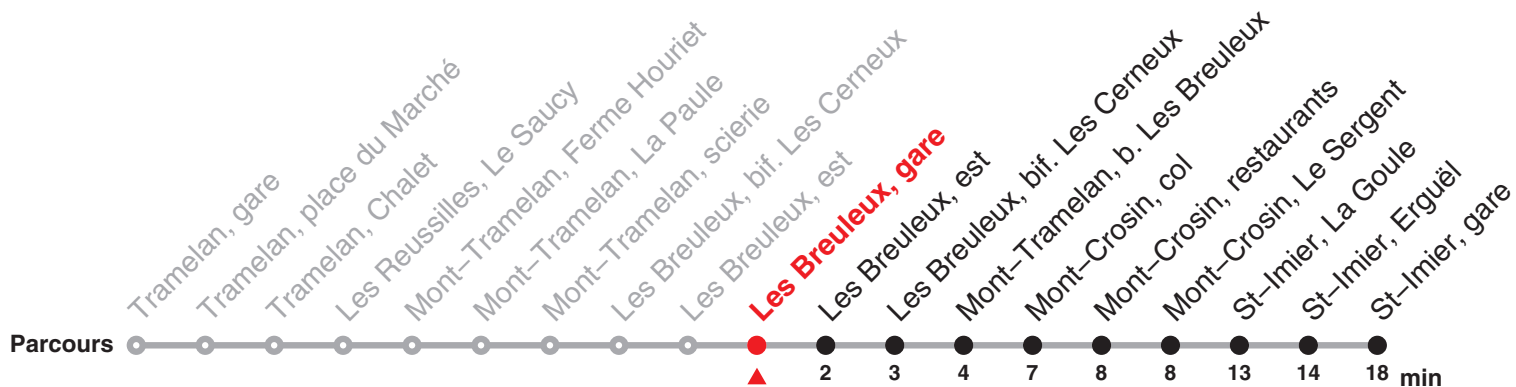 Tramelan, gare
Tramelan, place du Marché
Tramelan, Chalet
Les Reussilles, Le Saucy
Mont–Tramelan, Ferme Houriet
Mont–Tramelan, La Paule
Mont–Tramelan, scierie
Les Breuleux, bif. Les Cerneux
Les Breuleux, est
Les Breuleux, gare
Les Breuleux, est
Les Breuleux, bif. Les Cerneux
Mont–Tramelan, b. Les Breuleux
Mont–Crosin, col
Mont–Crosin, restaurants
Mont–Crosin, Le Sergent
St–Imier, La Goule
St–Imier, Erguël
St–Imier, gare
Parcours
2 3 4 7 8 8 13 14 18 min